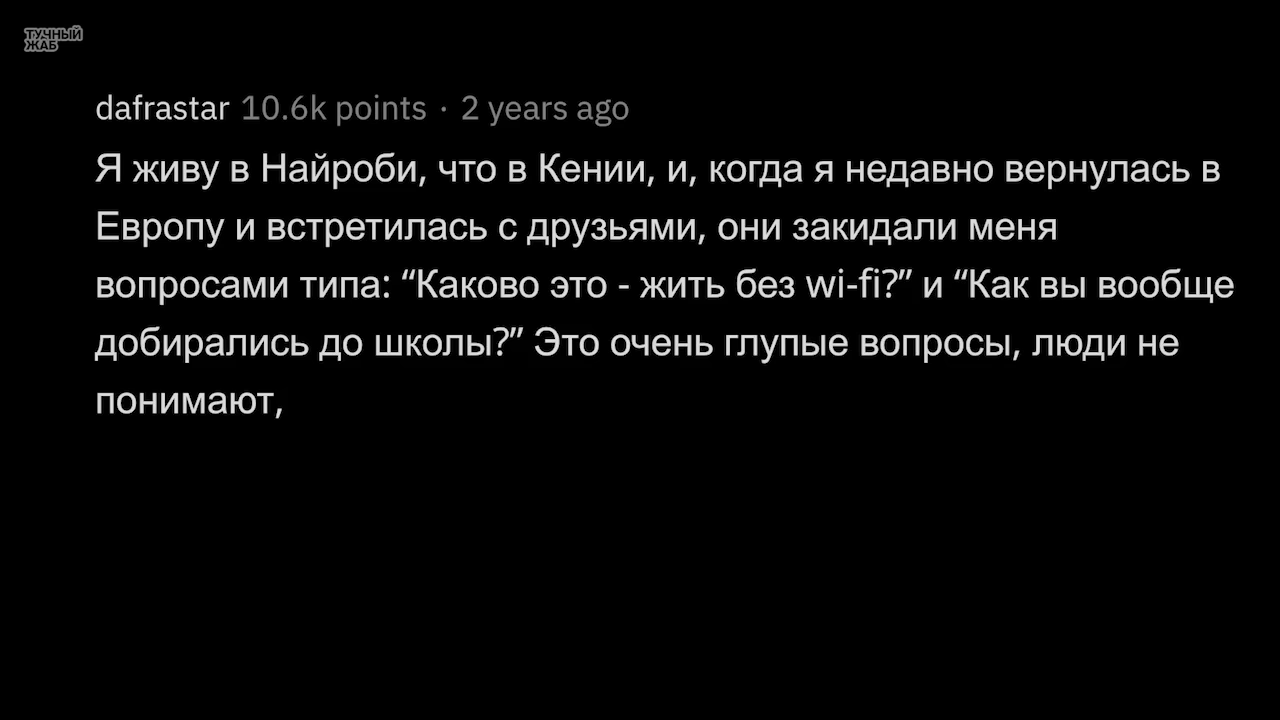 ТУЧНЫЙ
ЖАБ
dafrastar 10.6k points · 2 years ago
Я живу в Найроби, что в Кении, и, когда я недавно вернулась в
Европу и встретилась с друзьями, они закидали меня
вопросами типа: “Каково это - жить без wi-fi?” и “Как вы вообще
добирались до школы?” Это очень глупые вопросы, люди не
понимают,